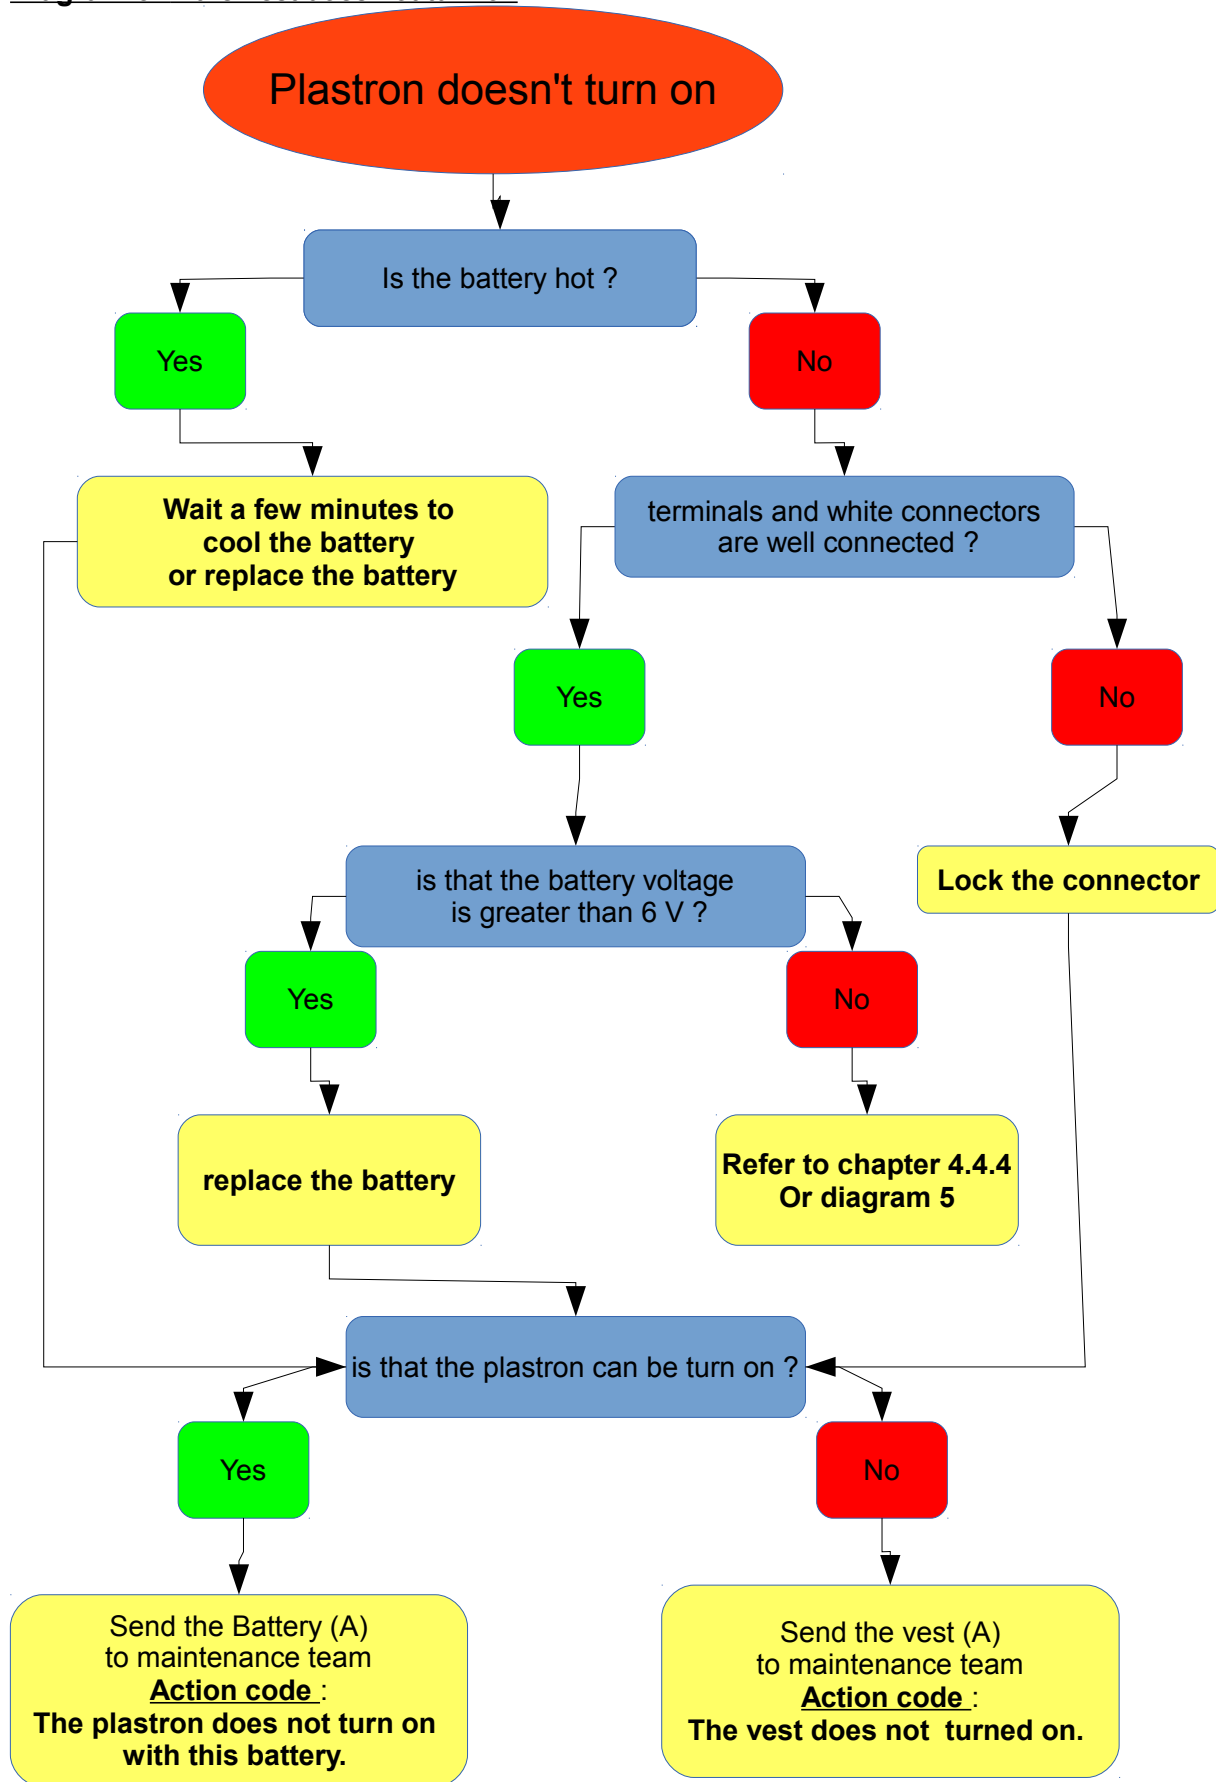 Plastron doesn't turn on
Is the battery hot ?
Yes
No
Wait a few minutes to
cool the battery
or replace the battery
terminals and white connectors
are well connected ?
Yes
No
is that the battery voltage
is greater than 6 V ?
Lock the connector
Yes
No
replace the battery
Refer to chapter 4.4.4
Or diagram 5
is that the plastron can be turn on ?
Yes
No
Send the Battery (A)
to maintenance team
Action code :
The plastron does not turn on
with this battery.
Send the vest (A)
to maintenance team
Action code :
The vest does not  turned on.